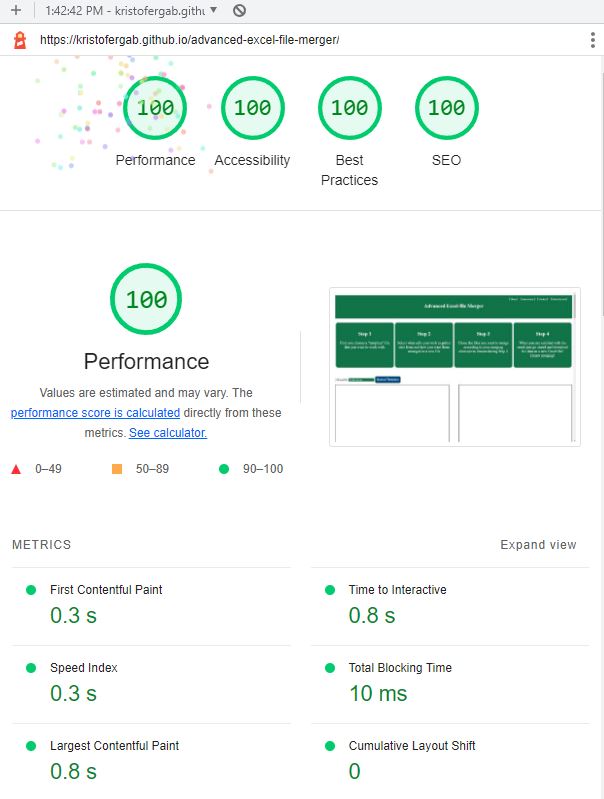 1:42:42 PM - kristofergab.githu
https://kristofergab.github.io/advanced-excel-file-merger/
100 100 100 100
Performance Accessibility Best Practices SEO
100
Performance
Values are estimated and may vary. The
performance score is calculated directly from these
metrics. See calculator.
0–49 50–89 90–100
Advanced Excel file Merger
Step 1 Step 2 Step 3 Step 4
METRICS Expand view
First Contentful Paint
0.3 s
Time to Interactive
0.8 s
Speed Index
0.3 s
Total Blocking Time
10 ms
Largest Contentful Paint
0.8 s
Cumulative Layout Shift
0